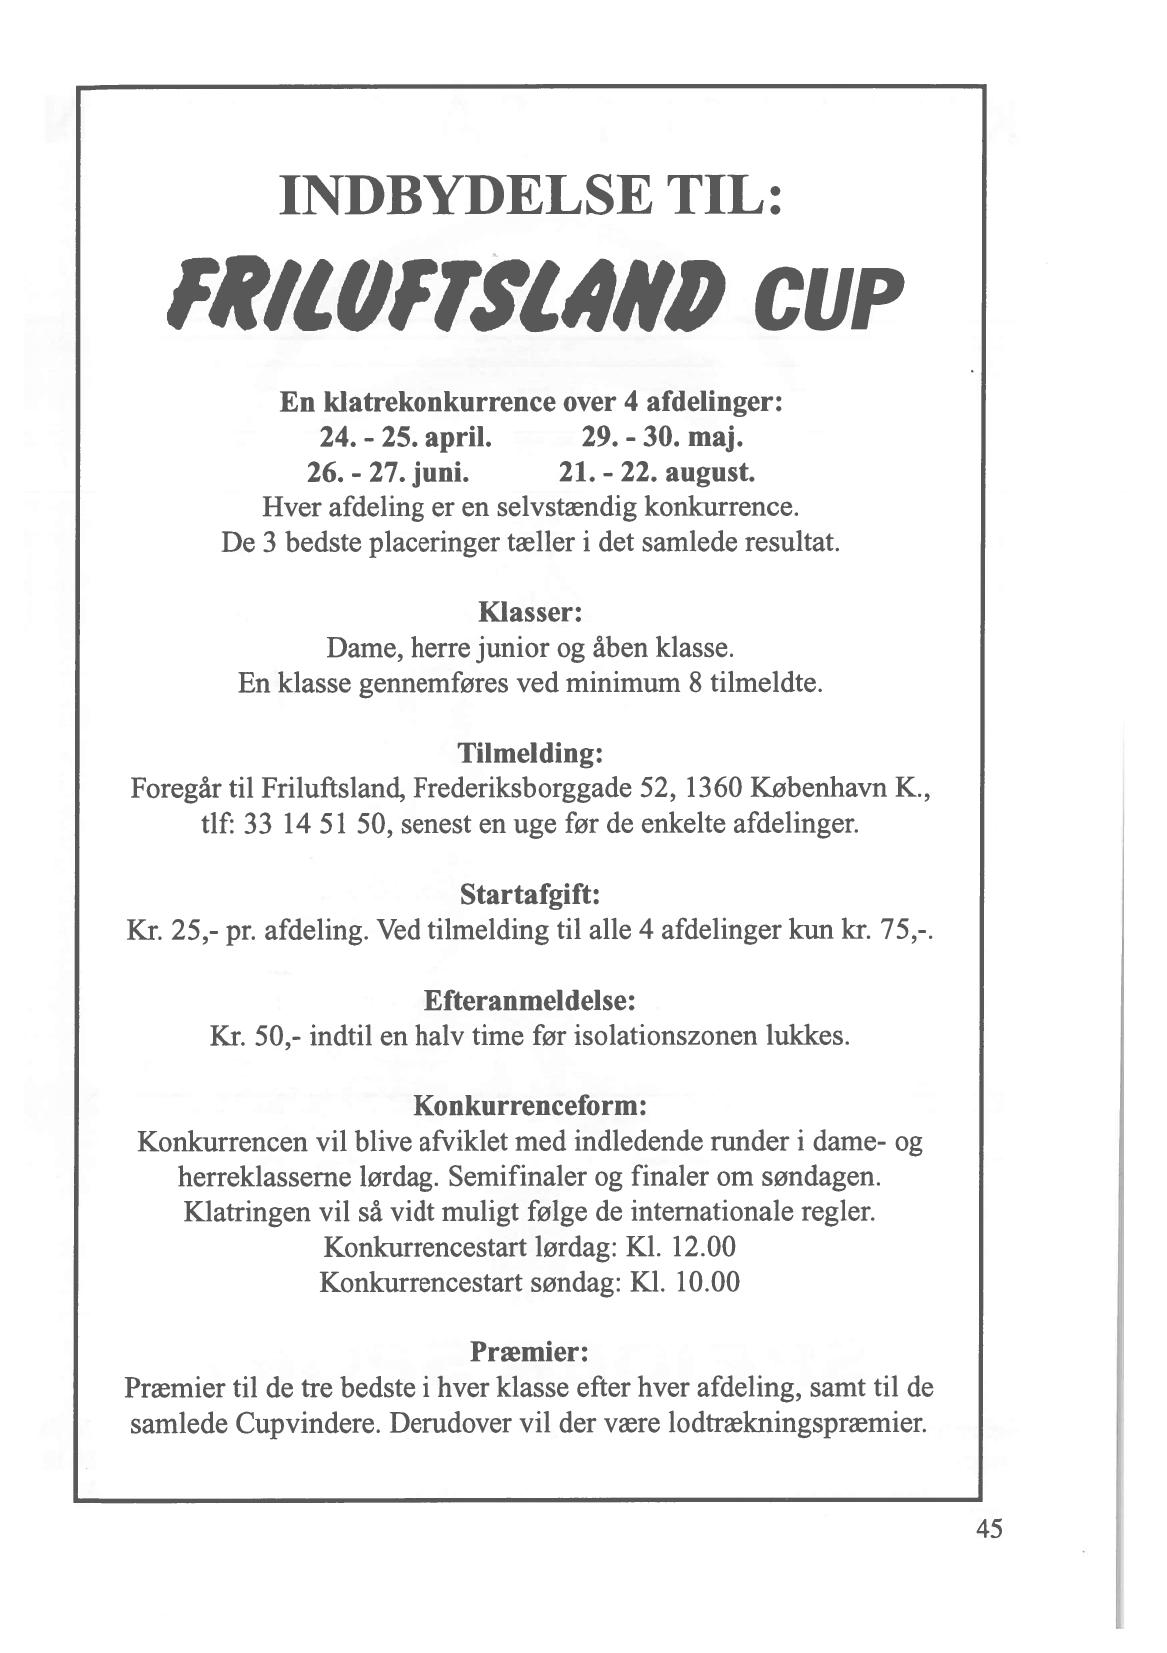 INDBYDELSE TIL:
FRILUFTSLAND CUP
En klatrekonkurrence over 4 afdelinger:
24. - 25. april. 29. - 30. maj.
26. - 27. juni. 21. - 22. august.
Hver afdeling er en selvstændig konkurrence.
De 3 bedste placeringer tæller i det samlede resultat.
Klasser:
Dame, herre junior og åben klasse.
En klasse gennemføres ved minimum 8 tilmeldte.
Tilmelding:
Foregår til Friluftsland, Frederiksborggade 52, 1360 København K.,
tlf: 33 14 51 50, senest en uge før de enkelte afdelinger.
Startafgift:
Kr. 25,- pr. afdeling. Ved tilmelding til alle 4 afdelinger kun kr. 75,-.
Efteranmeldelse:
Kr. 50,- indtil en halv time før isolationszonen lukkes.
Konkurrenceform:
Konkurrencen vil blive afviklet med indledende runder i dame- og
herreklasserne lørdag. Semifinaler og finaler om søndagen.
Klatringen vil så vidt muligt følge de internationale regler.
Konkurrencestart lørdag: Kl. 12.00
Konkurrencestart søndag: Kl. 10.00
Præmier:
Præmier til de tre bedste i hver klasse efter hver afdeling, samt til de
samlede Cupvindere. Derudover vil der være lodtrækningspræmier.
45